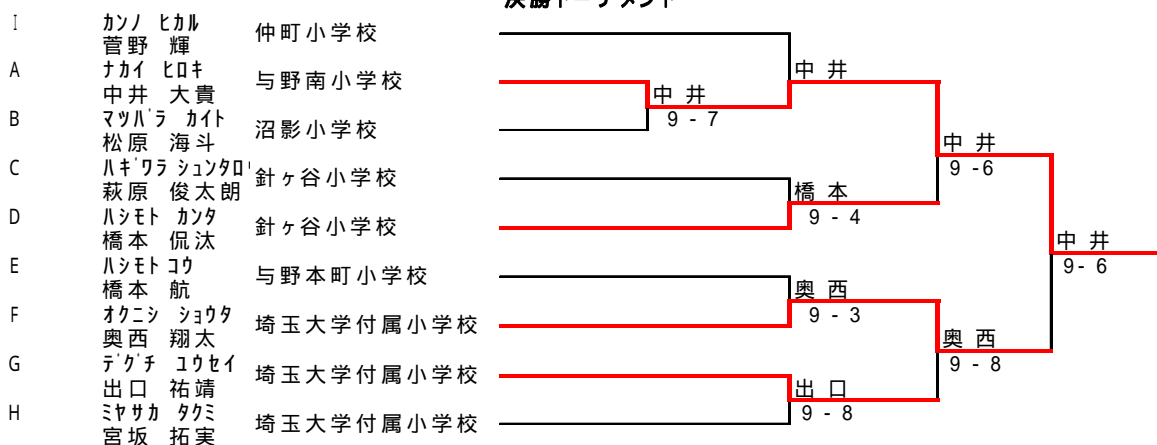 決勝トーナメント
I カンノ ヒカル
菅野 輝 仲町小学校
A ナカイ ヒロキ
中井 大貴 与野南小学校
B マツバラ カイト
松原 海斗 沼影小学校
C ハギワラ シュンタロ
萩原 俊太朗 針ヶ谷小学校
D ハシモト カンタ
橋本 侃汰 針ヶ谷小学校
E ハシモト コウ
橋本 航 与野本町小学校
F オクニシ ショウタ
奥西 翔太 埼玉大学付属小学校
G デグチ ユウセイ
出口 祐靖 埼玉大学付属小学校
H ミヤサカ タクミ
宮坂 拓実 埼玉大学付属小学校
中井
9 - 7
中井
橋本
9 - 4
奥西
9 - 3
出口
9 - 8
中井
9 -6
奥西
9 - 8
中井
9- 6